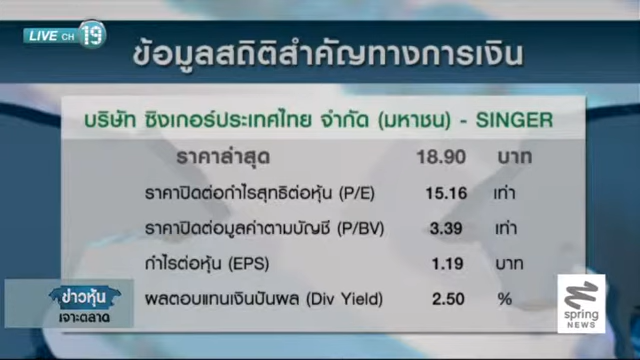 LIVE CH 19
ข้อมูลสถิติสำคัญทางการเงิน
บริษัท ซิงเกอร์ประเทศไทย จำกัด (มหาชน) - SINGER
ราคาล่าสุด 18.90 บาท
ราคาปิดต่อกำไรสุทธิต่อหุ้น (P/E) 15.16 เท่า
ราคาปิดต่อมูลค่าตามบัญชี (P/BV) 3.39 เท่า
กำไรต่อหุ้น (EPS) 1.19 บาท
ผลตอบแทนเงินปันผล (Div Yield) 2.50 %
ข่าวหุ้น
เจาะตลาด
spring
NEWS